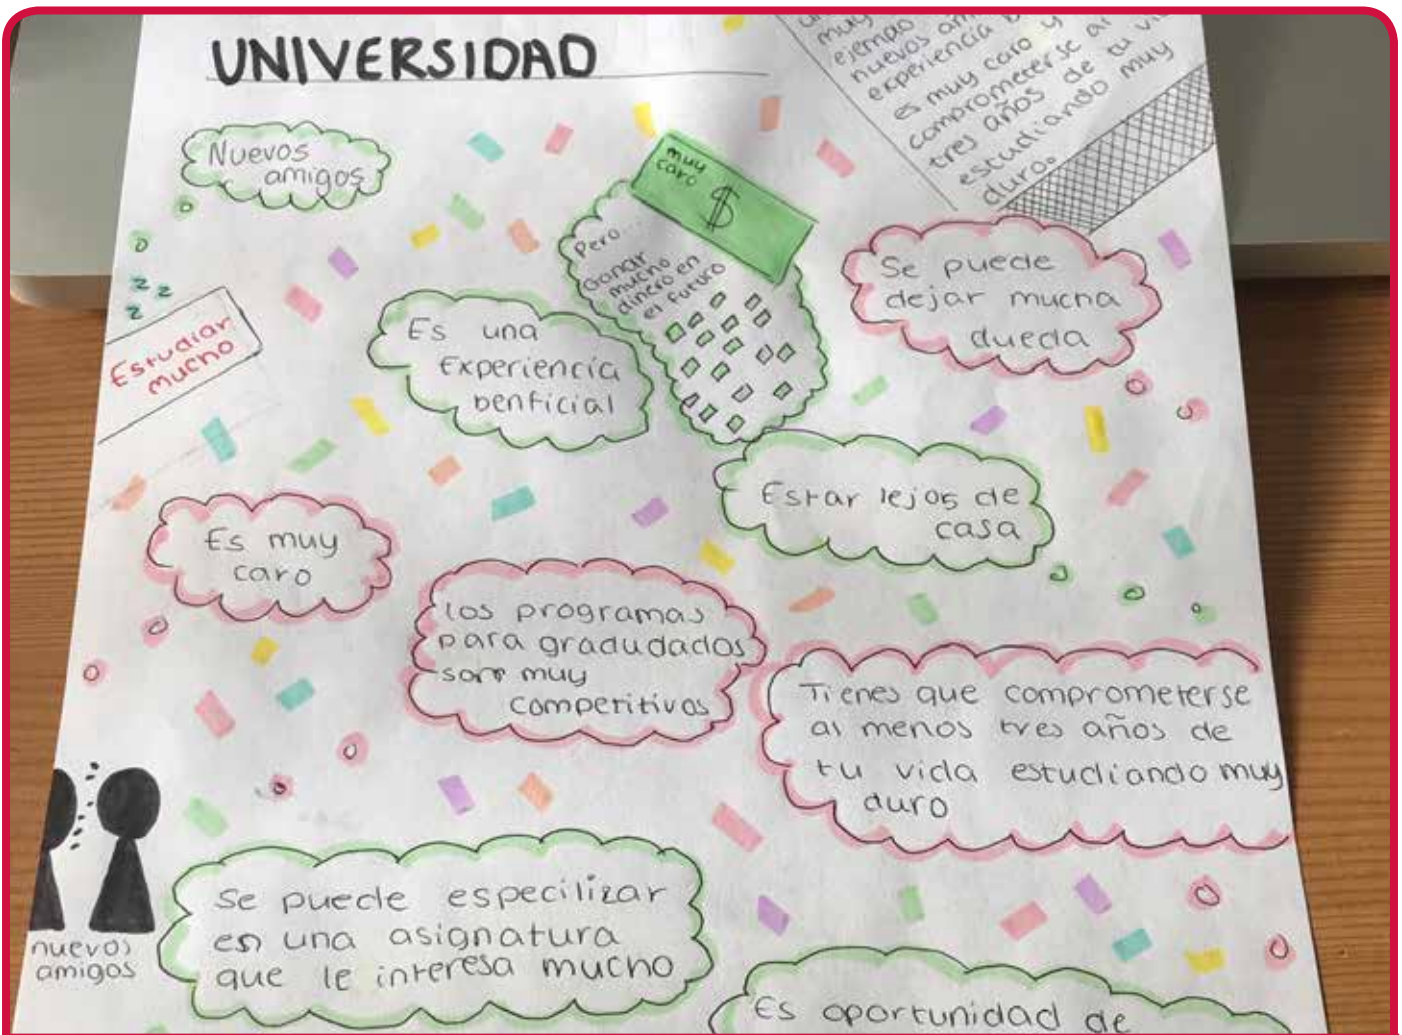 UNIVERSIDAD
muy
ejemplo
nuevos
experiencia
es muy caro y
comprometerse al
tres años de tu
estudiando muy
duro.
Nuevos
amigos
muy
caro
$
Pero...
Ganar
mucho
dinero en
el futuro
Se puede
dejar mucha
dueda
z z
z
Estudiar
mucho
Es una
Experiencia
benficial
Estar lejos de
casa
Es muy
caro
los programas
para gradudados
son muy
competitivos
Tienes que comprometerse
al menos tres años de
tu vida estudiando muy
duro
nuevos
amigos
Se puede especilizar
en una asignatura
que le interesa mucho
Es oportunidad de